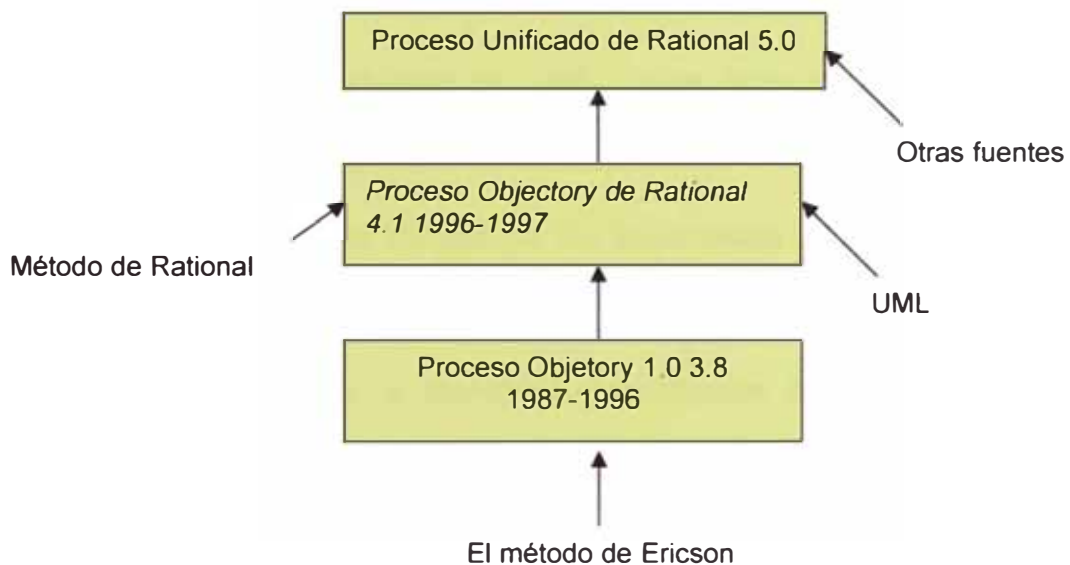 Proceso Unificado de Rational 5.0
Otras fuentes
Proceso Objectory de Rational
4.1 1996-1997
Método de Rational
UML
Proceso Objetory 1.0 3.8
1987-1996
El método de Ericson